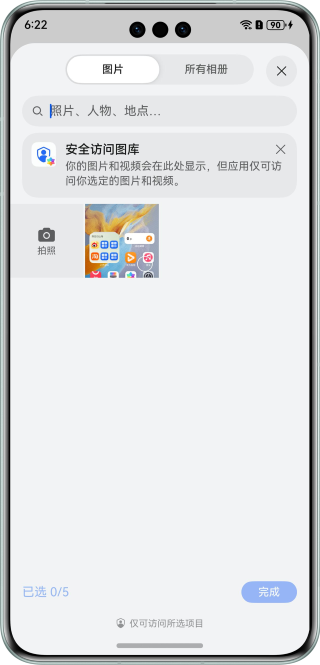 6:22
90
图片
所有相册
照片、人物、地点...
安全访问图库
你的图片和视频会在此处显示，但应用仅可访
问你选定的图片和视频。
拍照
已选 0/5
完成
仅可访问所选项目